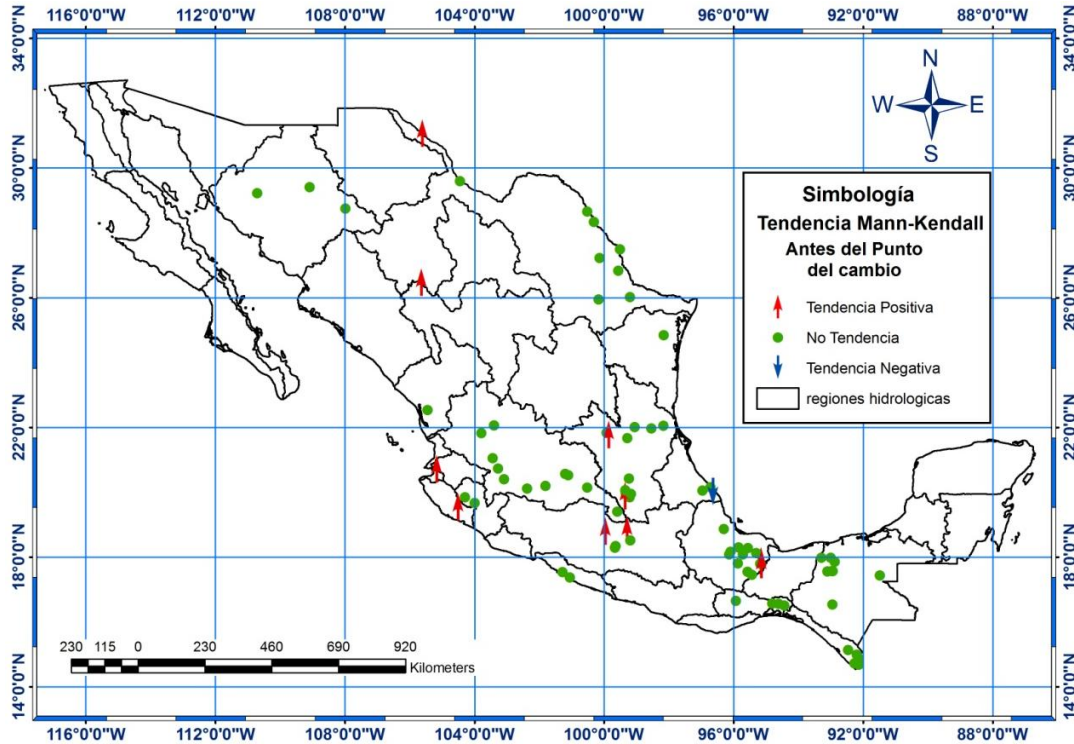 116°0'0"W 112°0'0"W 108°0'0"W 104°0'0"W 100°0'0"W 96°0'0"W 92°0'0"W 88°0'0"W
34°0'0"N 34°0'0"N
N
W E
S
30°0'0"N 30°0'0"N
Simbología
Tendencia Mann-Kendall
Antes del Punto
del cambio
Tendencia Positiva
No Tendencia
Tendencia Negativa
regiones hidrologicas
26°0'0"N 26°0'0"N
22°0'0"N 22°0'0"N
18°0'0"N 18°0'0"N
230 115 0 230 460 690 920
Kilometers
14°0'0"N 14°0'0"N
116°0'0"W 112°0'0"W 108°0'0"W 104°0'0"W 100°0'0"W 96°0'0"W 92°0'0"W 88°0'0"W